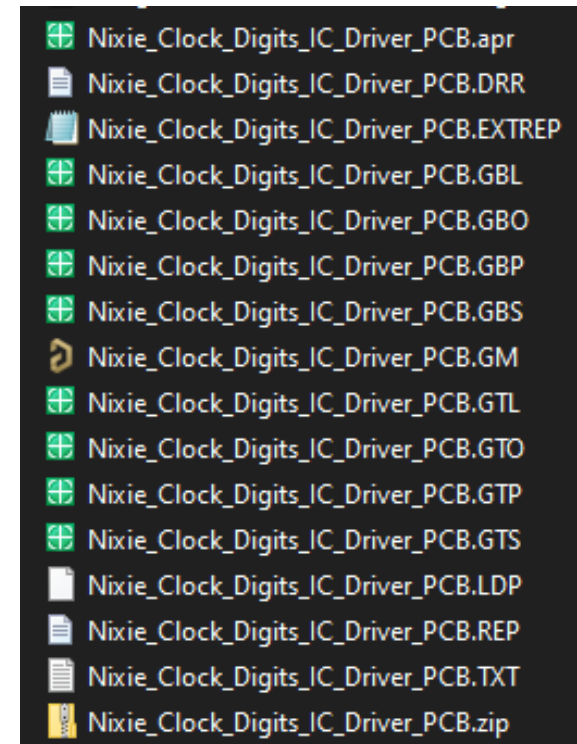 Nixie_Clock_Digits_IC_Driver_PCB.apr
Nixie_Clock_Digits_IC_Driver_PCB.DRR
Nixie_Clock_Digits_IC_Driver_PCB.EXTREP
Nixie_Clock_Digits_IC_Driver_PCB.GBL
Nixie_Clock_Digits_IC_Driver_PCB.GBO
Nixie_Clock_Digits_IC_Driver_PCB.GBP
Nixie_Clock_Digits_IC_Driver_PCB.GBS
Nixie_Clock_Digits_IC_Driver_PCB.GM
Nixie_Clock_Digits_IC_Driver_PCB.GTL
Nixie_Clock_Digits_IC_Driver_PCB.GTO
Nixie_Clock_Digits_IC_Driver_PCB.GTP
Nixie_Clock_Digits_IC_Driver_PCB.GTS
Nixie_Clock_Digits_IC_Driver_PCB.LDP
Nixie_Clock_Digits_IC_Driver_PCB.REP
Nixie_Clock_Digits_IC_Driver_PCB.TXT
Nixie_Clock_Digits_IC_Driver_PCB.zip